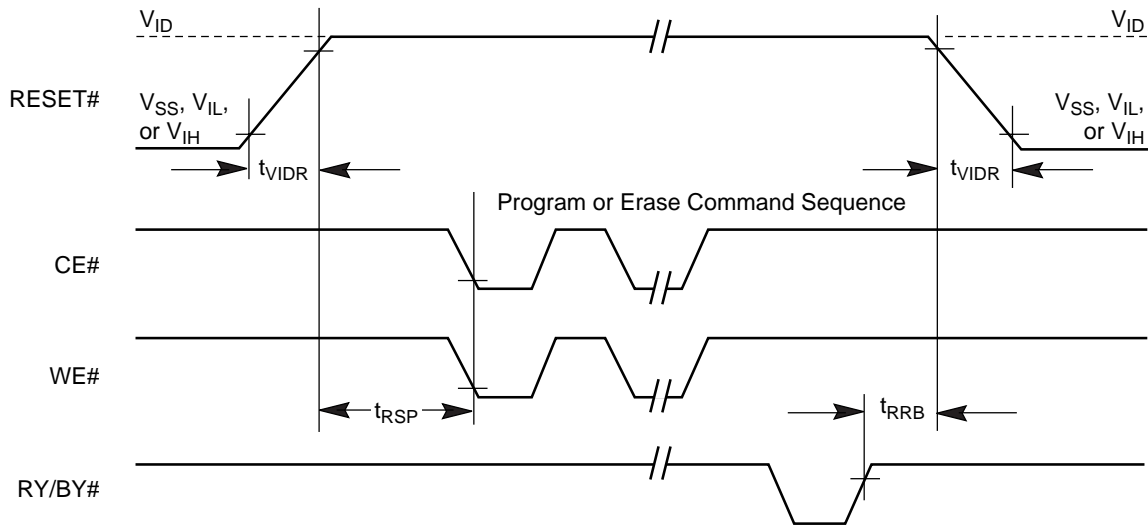 V_ID
V_ID
RESET#
V_SS, V_IL,
or V_IH
V_SS, V_IL,
or V_IH
t_VIDR
t_VIDR
Program or Erase Command Sequence
CE#
WE#
t_RSP
t_RRB
RY/BY#